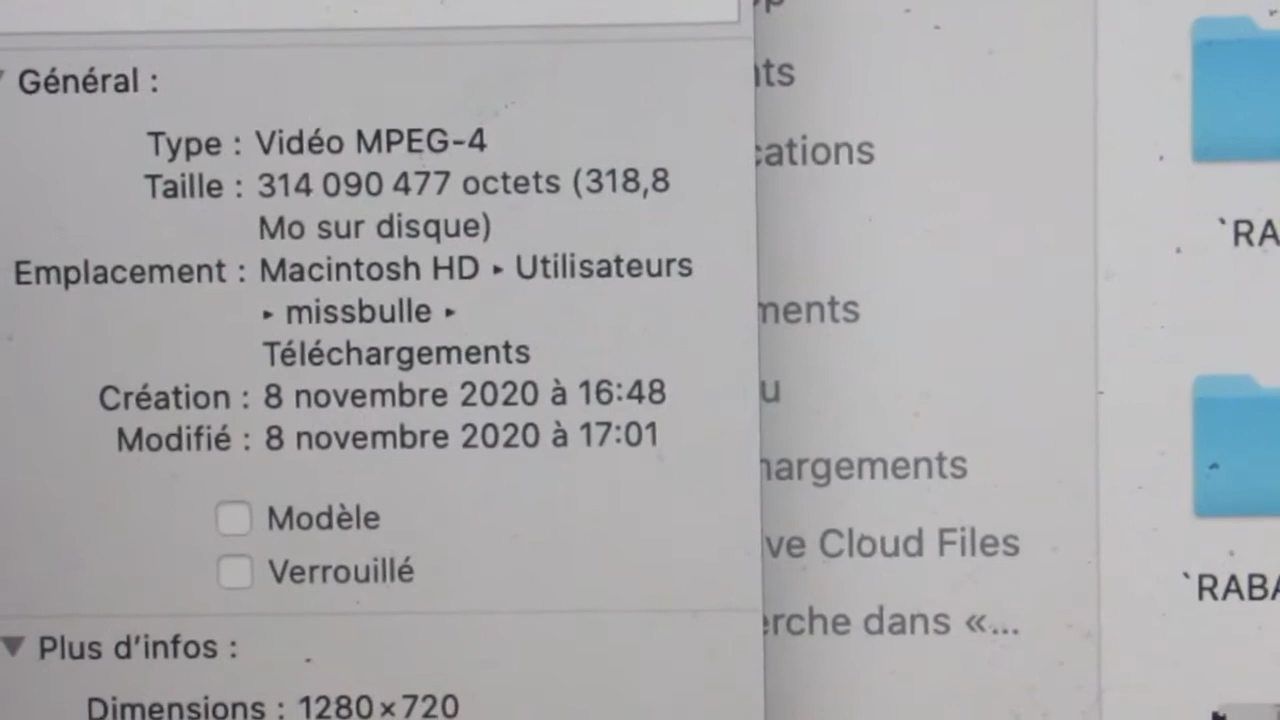 Général :
Type : Vidéo MPEG-4
Taille : 314 090 477 octets (318,8
Mo sur disque)
Emplacement : Macintosh HD ▸ Utilisateurs
▸ missbulle ▸
Téléchargements
Création : 8 novembre 2020 à 16:48
Modifié : 8 novembre 2020 à 17:01
Modèle
Verrouillé
Plus d'infos :
Dimensions : 1280×720
nts
cations
ments
u
hargements
ve Cloud Files
erche dans «...
`RA
`RABA